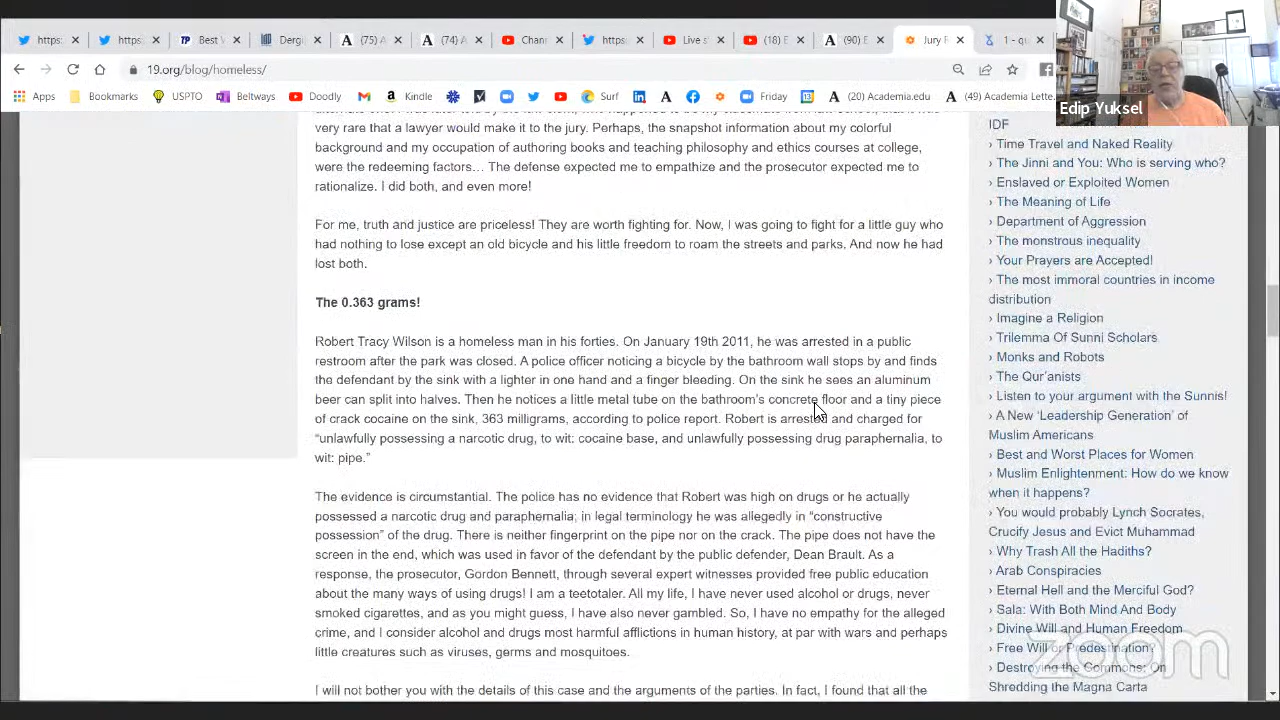 https:
https:
Best V
Dergi
(75) A
(74) A
Chom
https:
Live s
(18) E
(90) E
Jury F
1 - qu
19.org/blog/homeless/
Apps
Bookmarks
USPTO
Beltways
Doodly
Kindle
Surf
Friday
(20) Academia.edu
(49) Academia Lette
Edip Yuksel
very rare that a lawyer would make it to the jury. Perhaps, the snapshot information about my colorful
background and my occupation of authoring books and teaching philosophy and ethics courses at college,
were the redeeming factors… The defense expected me to empathize and the prosecutor expected me to
rationalize. I did both, and even more!
For me, truth and justice are priceless! They are worth fighting for. Now, I was going to fight for a little guy who
had nothing to lose except an old bicycle and his little freedom to roam the streets and parks. And now he had
lost both.
The 0.363 grams!
Robert Tracy Wilson is a homeless man in his forties. On January 19th 2011, he was arrested in a public
restroom after the park was closed. A police officer noticing a bicycle by the bathroom wall stops by and finds
the defendant by the sink with a lighter in one hand and a finger bleeding. On the sink he sees an aluminum
beer can split into halves. Then he notices a little metal tube on the bathroom's concrete floor and a tiny piece
of crack cocaine on the sink, 363 milligrams, according to police report. Robert is arrested and charged for
“unlawfully possessing a narcotic drug, to wit: cocaine base, and unlawfully possessing drug paraphernalia, to
wit: pipe.”
The evidence is circumstantial. The police has no evidence that Robert was high on drugs or he actually
possessed a narcotic drug and paraphernalia; in legal terminology he was allegedly in “constructive
possession” of the drug. There is neither fingerprint on the pipe nor on the crack. The pipe does not have the
screen in the end, which was used in favor of the defendant by the public defender, Dean Brault. As a
response, the prosecutor, Gordon Bennett, through several expert witnesses provided free public education
about the many ways of using drugs! I am a teetotaler. All my life, I have never used alcohol or drugs, never
smoked cigarettes, and as you might guess, I have also never gambled. So, I have no empathy for the alleged
crime, and I consider alcohol and drugs most harmful afflictions in human history, at par with wars and perhaps
little creatures such as viruses, germs and mosquitoes.
I will not bother you with the details of this case and the arguments of the parties. In fact, I found that all the
IDF
› Time Travel and Naked Reality
› The Jinni and You: Who is serving who?
› Enslaved or Exploited Women
› The Meaning of Life
› Department of Aggression
› The monstrous inequality
› Your Prayers are Accepted!
› The most immoral countries in income
distribution
› Imagine a Religion
› Trilemma Of Sunni Scholars
› Monks and Robots
› The Qur'anists
› Listen to your argument with the Sunnis!
› A New ‘Leadership Generation’ of
Muslim Americans
› Best and Worst Places for Women
› Muslim Enlightenment: How do we know
when it happens?
› You would probably Lynch Socrates,
Crucify Jesus and Evict Muhammad
› Why Trash All the Hadiths?
› Arab Conspiracies
› Eternal Hell and the Merciful God?
› Sala: With Both Mind And Body
› Divine Will and Human Freedom
› Free Will or Predestination?
› Destroying the Commons: On
Shredding the Magna Carta
zoom